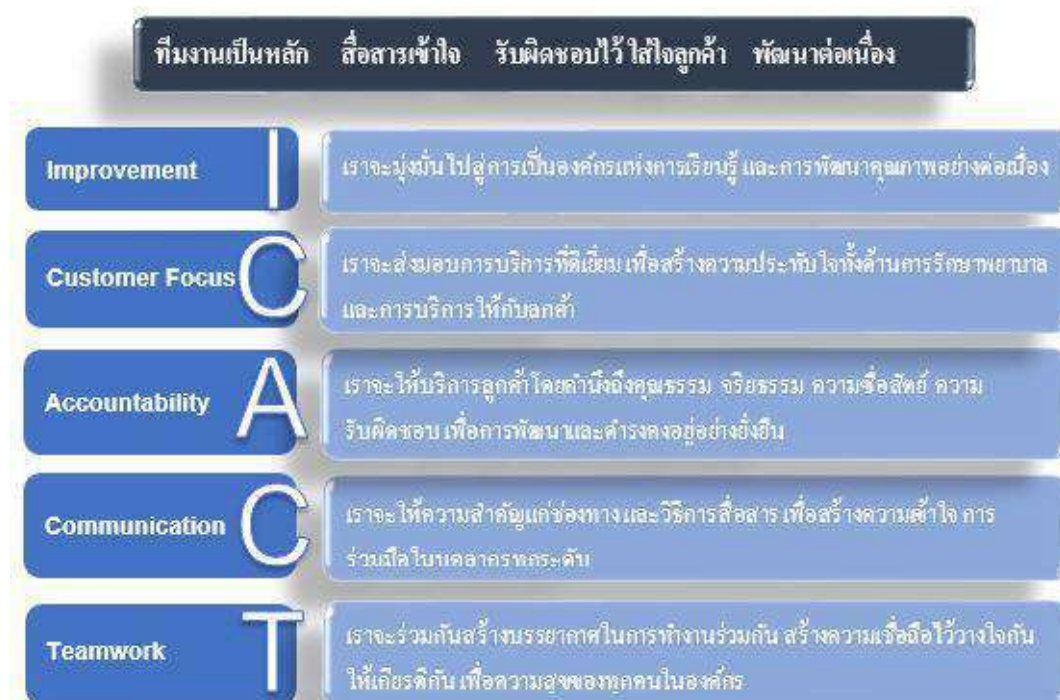 ทีมงานเป็นหลัก สื่อสารเข้าใจ รับผิดชอบไว้ ใส่ใจลูกค้า พัฒนาต่อเนื่อง
Improvement I เราจะมุ่งมั่นไปสู่การเป็นองค์กรแห่งการเรียนรู้ และการพัฒนาคุณภาพอย่างต่อเนื่อง
Customer Focus C เราจะส่งมอบการบริการที่ดีเยี่ยม เพื่อสร้างความประทับใจทั้งด้านการรักษาพยาบาล
และการบริการให้กับลูกค้า
Accountability A เราจะให้บริการลูกค้าโดยคำนึงถึงคุณธรรม จริยธรรม ความซื่อสัตย์ ความ
รับผิดชอบ เพื่อการพัฒนาและดำรงคงอยู่อย่างยั่งยืน
Communication C เราจะให้ความสำคัญแก่ช่องทาง และวิธีการสื่อสาร เพื่อสร้างความเข้าใจ การ
ร่วมมือในบุคลากรทุกระดับ
Teamwork T เราจะร่วมกันสร้างบรรยากาศในการทำงานร่วมกัน สร้างความเชื่อถือไว้วางใจกัน
ให้เกียรติกัน เพื่อความสุขของทุกคนในองค์กร